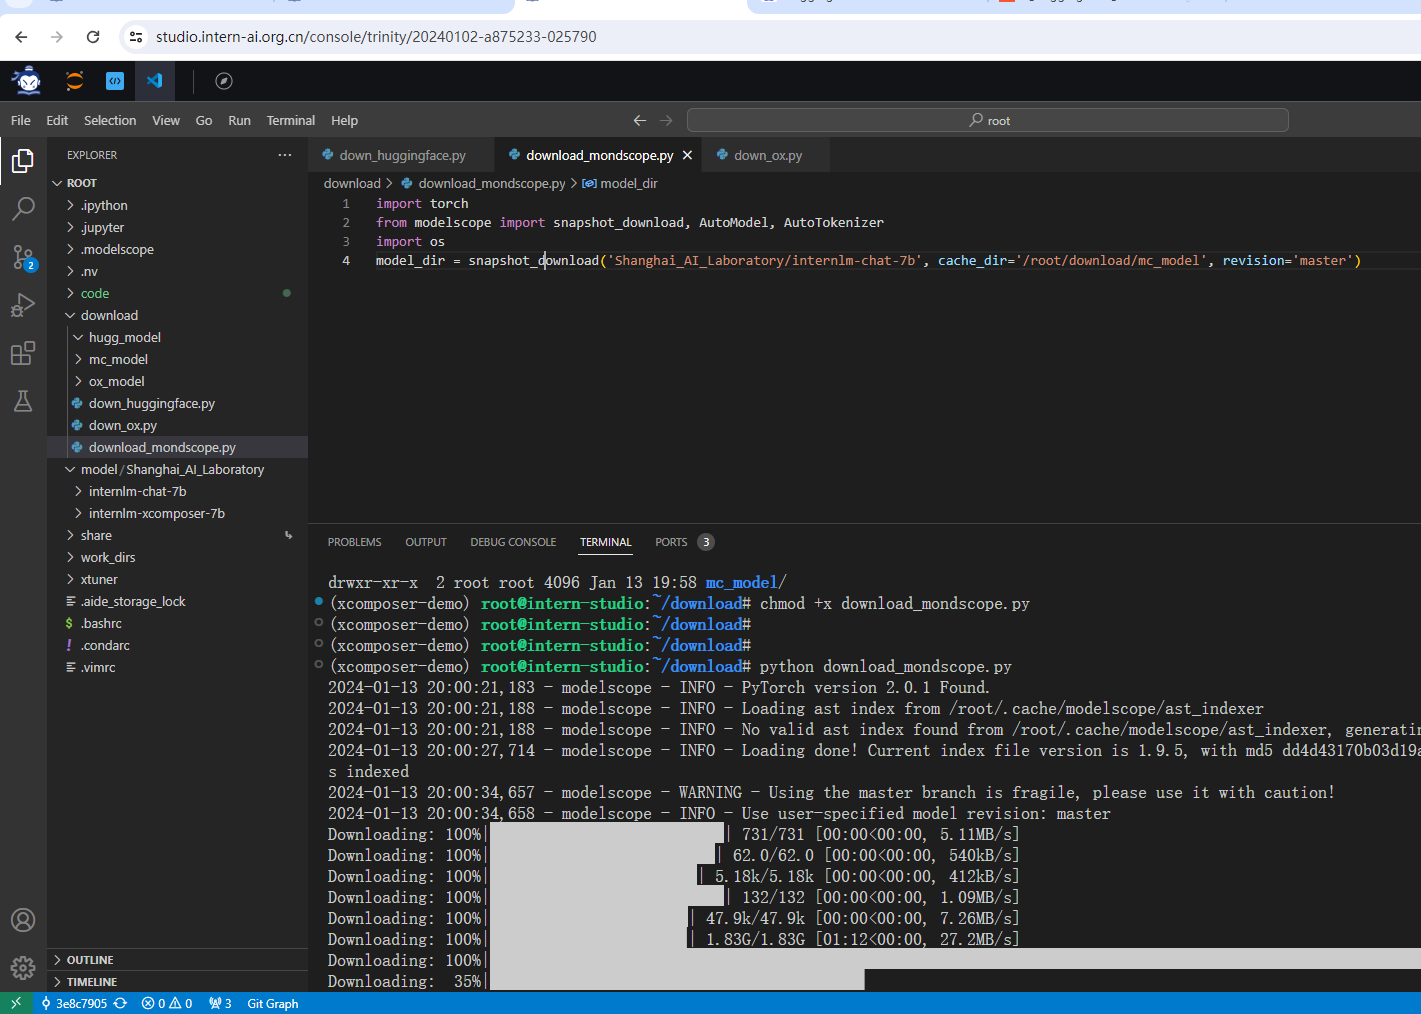 studio.intern-ai.org.cn/console/trinity/20240102-a875233-025790
File Edit Selection View Go Run Terminal Help
root
EXPLORER
down_huggingface.py
download_mondscope.py
down_ox.py
download > download_mondscope.py > model_dir
ROOT
.ipython
.jupyter
.modelscope
.nv
code
download
hugg_model
mc_model
ox_model
down_huggingface.py
down_ox.py
download_mondscope.py
model / Shanghai_AI_Laboratory
internlm-chat-7b
internlm-xcomposer-7b
share
work_dirs
xtuner
.aide_storage_lock
.bashrc
.condarc
.vimrc
OUTLINE
TIMELINE
2
1 import torch
2 from modelscope import snapshot_download, AutoModel, AutoTokenizer
3 import os
4 model_dir = snapshot_download('Shanghai_AI_Laboratory/internlm-chat-7b', cache_dir='/root/download/mc_model', revision='master')
PROBLEMS OUTPUT DEBUG CONSOLE TERMINAL PORTS 3
drwxr-xr-x 2 root root 4096 Jan 13 19:58 mc_model/
(xcomposer-demo) root@intern-studio:~/download# chmod +x download_mondscope.py
(xcomposer-demo) root@intern-studio:~/download#
(xcomposer-demo) root@intern-studio:~/download#
(xcomposer-demo) root@intern-studio:~/download# python download_mondscope.py
2024-01-13 20:00:21,183 - modelscope - INFO - PyTorch version 2.0.1 Found.
2024-01-13 20:00:21,188 - modelscope - INFO - Loading ast index from /root/.cache/modelscope/ast_indexer
2024-01-13 20:00:21,188 - modelscope - INFO - No valid ast index found from /root/.cache/modelscope/ast_indexer, generatin
2024-01-13 20:00:27,714 - modelscope - INFO - Loading done! Current index file version is 1.9.5, with md5 dd4d43170b03d19a
s indexed
2024-01-13 20:00:34,657 - modelscope - WARNING - Using the master branch is fragile, please use it with caution!
2024-01-13 20:00:34,658 - modelscope - INFO - Use user-specified model revision: master
Downloading: 100%| | 731/731 [00:00<00:00, 5.11MB/s]
Downloading: 100%| | 62.0/62.0 [00:00<00:00, 540kB/s]
Downloading: 100%| | 5.18k/5.18k [00:00<00:00, 412kB/s]
Downloading: 100%| | 132/132 [00:00<00:00, 1.09MB/s]
Downloading: 100%| | 47.9k/47.9k [00:00<00:00, 7.26MB/s]
Downloading: 100%| | 1.83G/1.83G [01:12<00:00, 27.2MB/s]
Downloading: 100%|
Downloading: 35%|
3e8c7905 0 0 3 Git Graph